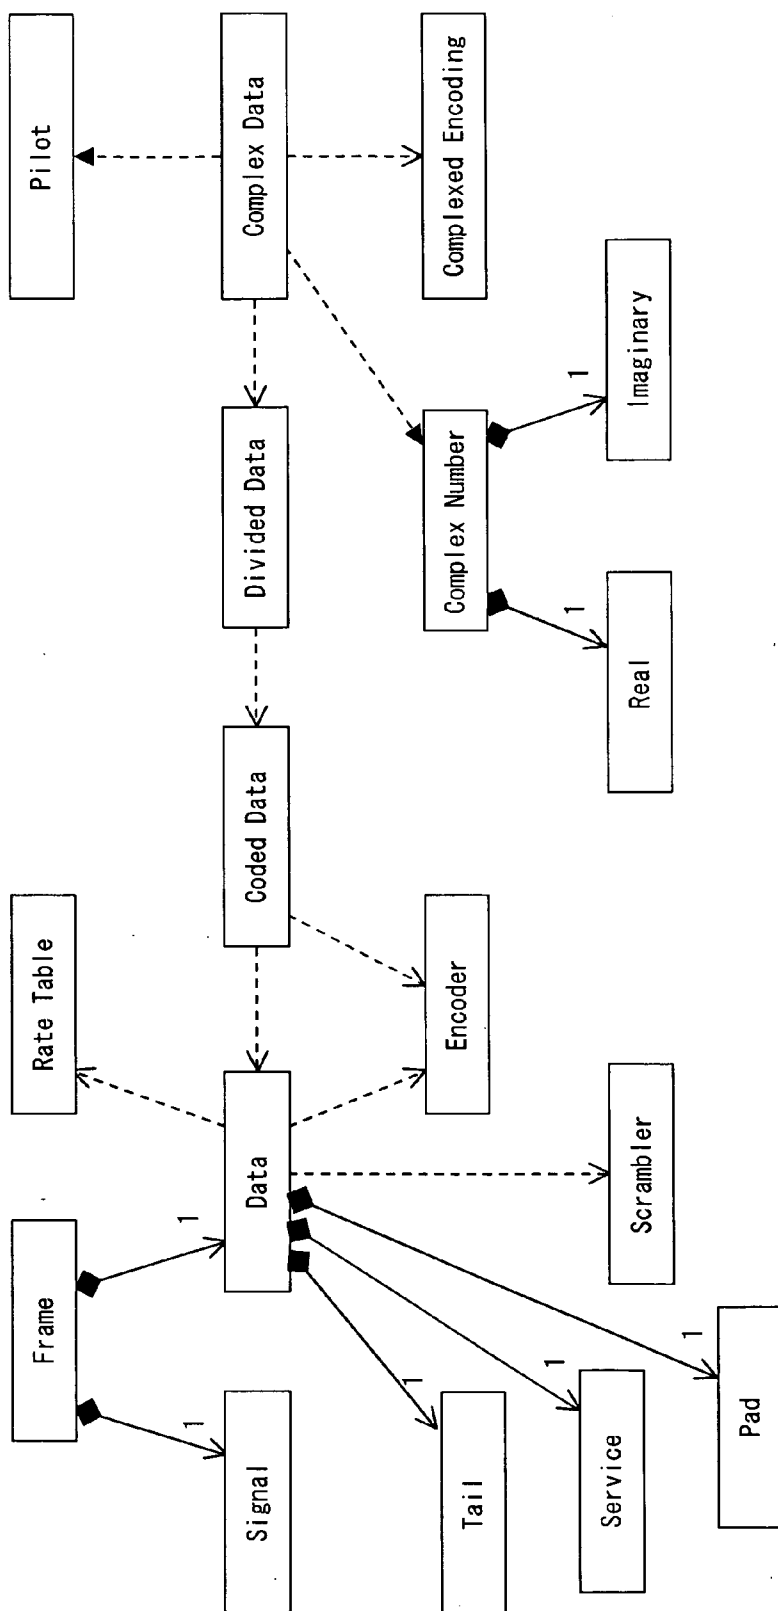 Frame
Rate Table
Pilot
1
1
Signal
Data
Coded Data
Divided Data
Complex Data
1
Tail
Encoder
Complex Number
Complexed Encoding
1
1
1
Service
Scrambler
Real
Imaginary
1
Pad